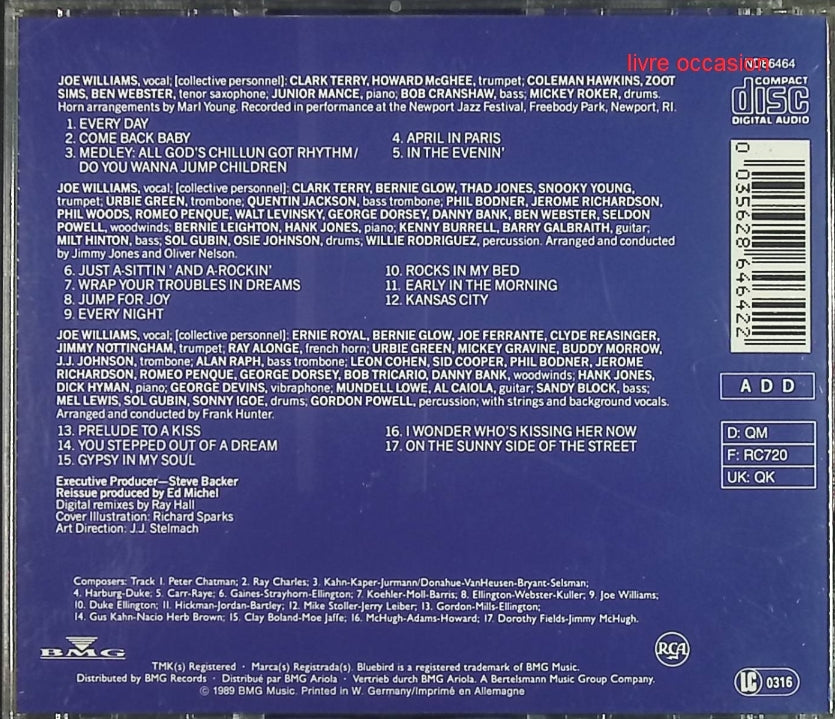 livre occasion
ND86464
JOE WILLIAMS, vocal; [collective personnel]: CLARK TERRY, HOWARD McGHEE, trumpet; COLEMAN HAWKINS, ZOOT
SIMS, BEN WEBSTER, tenor saxophone; JUNIOR MANCE, piano; BOB CRANSHAW, bass; MICKEY ROKER, drums.
Horn arrangements by Marl Young. Recorded in performance at the Newport Jazz Festival, Freebody Park, Newport, RI.
COMPACT
disc
DIGITAL AUDIO
1. EVERY DAY
2. COME BACK BABY
3. MEDLEY: ALL GOD'S CHILLUN GOT RHYTHM/
DO YOU WANNA JUMP CHILDREN
4. APRIL IN PARIS
5. IN THE EVENIN'
JOE WILLIAMS, vocal; [collective personnel]: CLARK TERRY, BERNIE GLOW, THAD JONES, SNOOKY YOUNG,
trumpet; URBIE GREEN, trombone; QUENTIN JACKSON, bass trombone; PHIL BODNER, JEROME RICHARDSON,
PHIL WOODS, ROMEO PENQUE, WALT LEVINSKY, GEORGE DORSEY, DANNY BANK, BEN WEBSTER, SELDON
POWELL, woodwinds; BERNIE LEIGHTON, HANK JONES, piano; KENNY BURRELL, BARRY GALBRAITH, guitar;
MILT HINTON, bass; SOL GUBIN, OSIE JOHNSON, drums; WILLIE RODRIGUEZ, percussion. Arranged and conducted
by Jimmy Jones and Oliver Nelson.
6. JUST A-SITTIN' AND A-ROCKIN'
7. WRAP YOUR TROUBLES IN DREAMS
8. JUMP FOR JOY
9. EVERY NIGHT
10. ROCKS IN MY BED
11. EARLY IN THE MORNING
12. KANSAS CITY
0 035628 646422
JOE WILLIAMS, vocal; [collective personnel]: ERNIE ROYAL, BERNIE GLOW, JOE FERRANTE, CLYDE REASINGER,
JIMMY NOTTINGHAM, trumpet; RAY ALONGE, french horn; URBIE GREEN, MICKEY GRAVINE, BUDDY MORROW,
J.J. JOHNSON, trombone; ALAN RAPH, bass trombone; LEON COHEN, SID COOPER, PHIL BODNER, JEROME
RICHARDSON, ROMEO PENQUE, GEORGE DORSEY, BOB TRICARIO, DANNY BANK, woodwinds; HANK JONES,
DICK HYMAN, piano; GEORGE DEVINS, vibraphone; MUNDELL LOWE, AL CAIOLA, guitar; SANDY BLOCK, bass;
MEL LEWIS, SOL GUBIN, SONNY IGOE, drums; GORDON POWELL, percussion; with strings and background vocals.
Arranged and conducted by Frank Hunter.
A D D
D: QM
F: RC720
UK: QK
13. PRELUDE TO A KISS
14. YOU STEPPED OUT OF A DREAM
15. GYPSY IN MY SOUL
16. I WONDER WHO'S KISSING HER NOW
17. ON THE SUNNY SIDE OF THE STREET
Executive Producer—Steve Backer
Reissue produced by Ed Michel
Digital remixes by Ray Hall
Cover Illustration: Richard Sparks
Art Direction: J.J. Stelmach
Composers: Track 1. Peter Chatman; 2. Ray Charles; 3. Kahn-Kaper-Jurmann/Donahue-VanHeusen-Bryant-Selsman;
4. Harburg-Duke; 5. Carr-Raye; 6. Gaines-Strayhorn-Ellington; 7. Koehler-Moll-Barris; 8. Ellington-Webster-Kuller; 9. Joe Williams;
10. Duke Ellington; 11. Hickman-Jordan-Bartley; 12. Mike Stoller-Jerry Leiber; 13. Gordon-Mills-Ellington;
14. Gus Kahn-Nacio Herb Brown; 15. Clay Boland-Moe Jaffe; 16. McHugh-Adams-Howard; 17. Dorothy Fields-Jimmy McHugh.
BMG
RCA
TMK(s) Registered · Marca(s) Registrada(s). Bluebird is a registered trademark of BMG Music.
Distributed by BMG Records · Distribué par BMG Ariola · Vertrieb durch BMG Ariola. A Bertelsmann Music Group Company.
© 1989 BMG Music. Printed in W. Germany/Imprimé en Allemagne
LC 0316